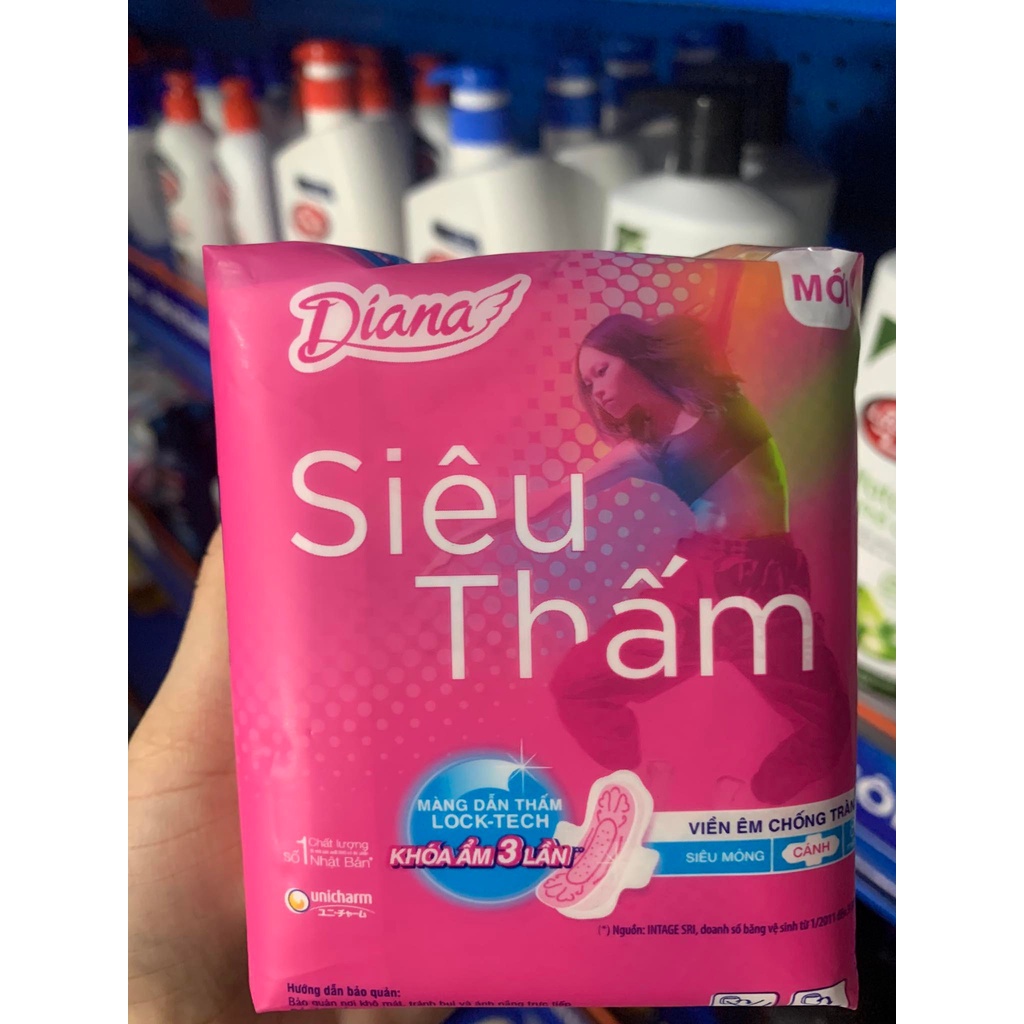 Diana
MỚI
Siêu
Thấm
MÀNG DẪN THẤM
LOCK-TECH
KHÓA ẨM 3 LẦN**
VIỀN ÊM CHỐNG TRÀN
SIÊU MỎNG
CÁNH
Chất lượng
số 1
Nhật Bản*
unicharm
ユニ・チャーム
(*) Nguồn: INTAGE SRI, doanh số băng vệ sinh từ 1/2011
Hướng dẫn bảo quản:
Bảo quản nơi khô mát, tránh bụi và ánh nắng trực tiếp